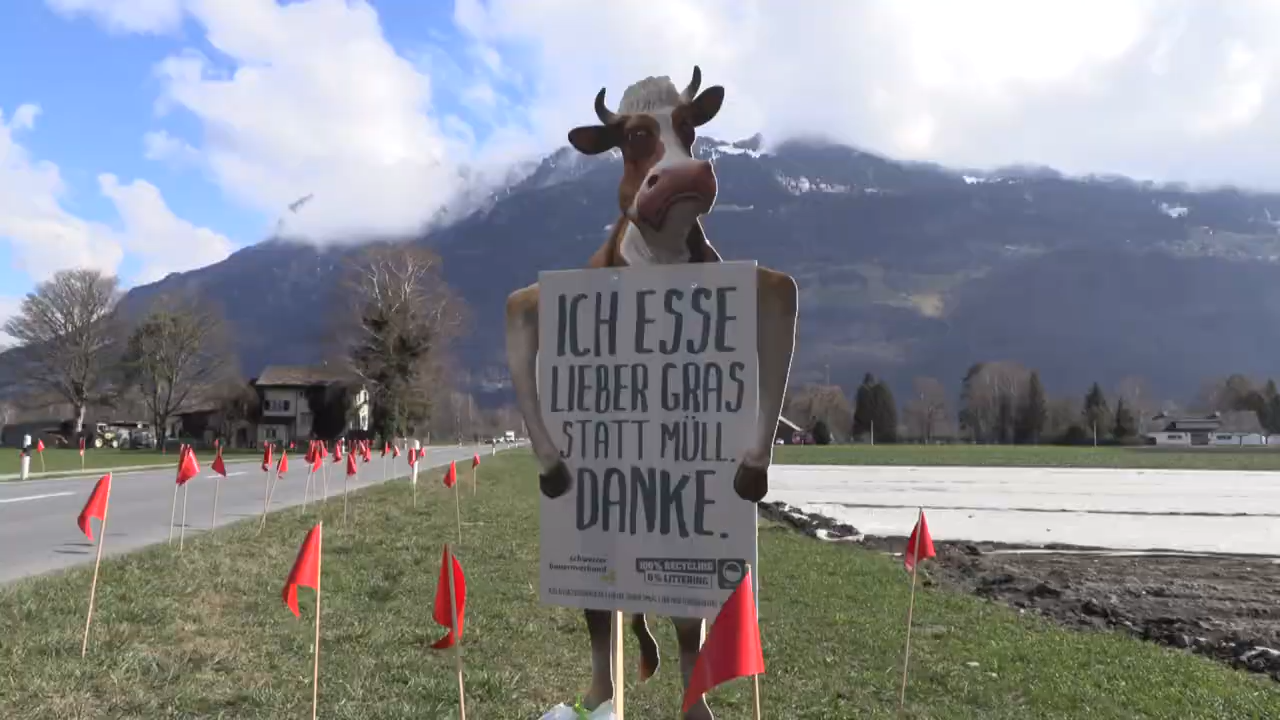 ICH ESSE
LIEBER GRAS
STATT MÜLL.
DANKE.
schweizer
bauernverband
100% RECYCLING
0% LITTERING